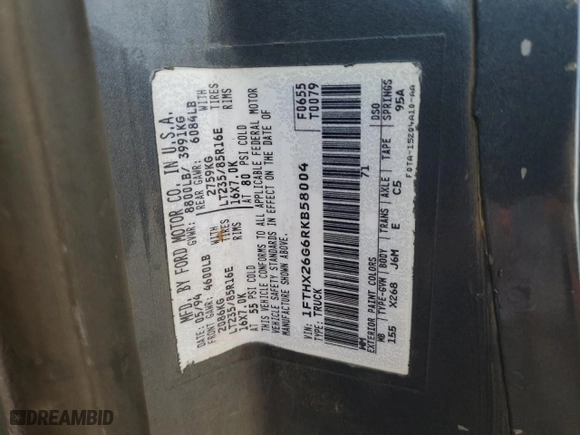 MFD. BY FORD MOTOR CO. IN U.S.A.
DATE: 05/94 GVWR: 8800LB/ 3991KG
FRONT GAWR: 4600LB REAR GAWR: 6084LB
2086KG WITH 2759KG WITH
LT235/85R16E TIRES LT235/85R16E TIRES
16X7.0K RIMS 16X7.0K RIMS
AT 55 PSI COLD AT 80 PSI COLD
THIS VEHICLE CONFORMS TO ALL APPLICABLE FEDERAL MOTOR
VEHICLE SAFETY STANDARDS IN EFFECT ON THE DATE OF
MANUFACTURE SHOWN ABOVE.
VIN: 1FTHX26G6RKB58004 F0655
TYPE: TRUCK T0079
WM 71
EXTERIOR PAINT COLORS DSO
WB TYPE-GVW BODY TRANS AXLE TAPE SPRINGS
155 X268 J6M E C5 95A
F0TA-15204A10-AA
DREAMBID